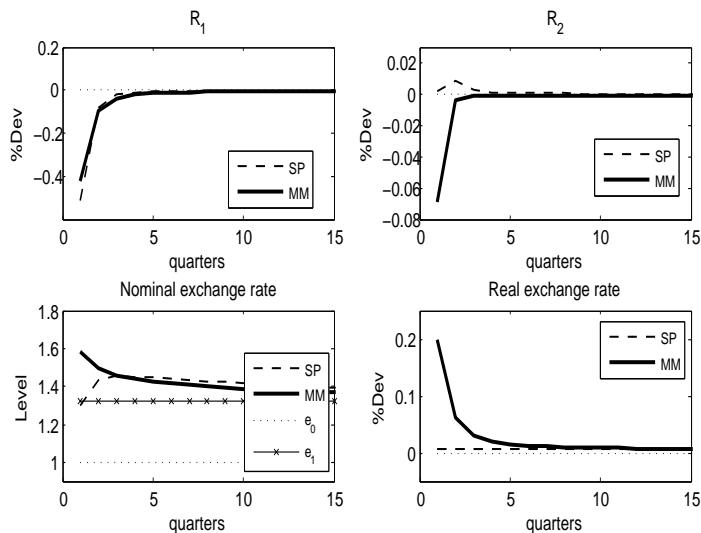 R1
0.2
0
−0.2
−0.4
%Dev
SP
MM
0 5 10 15
quarters
R2
0.02
0
−0.02
−0.04
−0.06
−0.08
%Dev
SP
MM
0 5 10 15
quarters
Nominal exchange rate
1.8
1.6
1.4
1.2
1
Level
SP
MM
e0
e1
0 5 10 15
quarters
Real exchange rate
0.2
0.1
0
%Dev
SP
MM
0 5 10 15
quarters